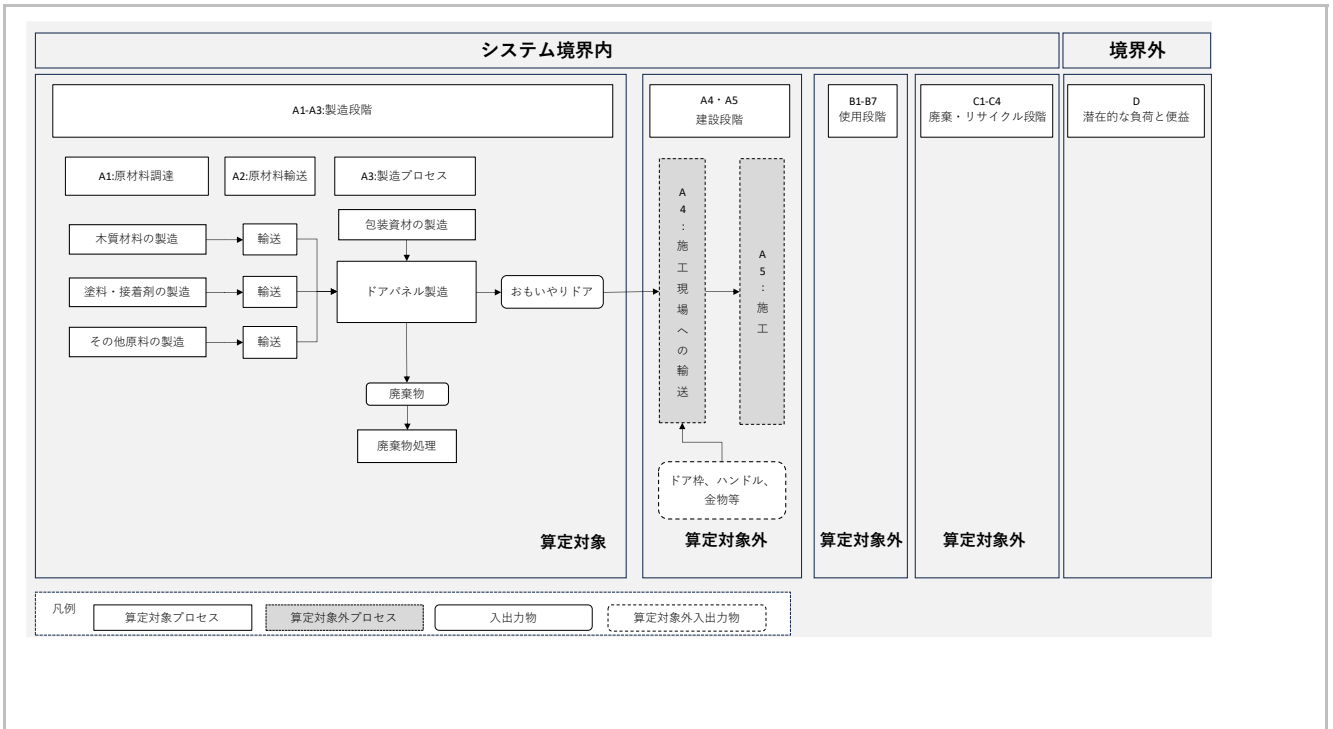 システム境界内
境界外
A1-A3:製造段階
A4・A5
建設段階
B1-B7
使用段階
C1-C4
廃棄・リサイクル段階
D
潜在的な負荷と便益
A1:原材料調達
A2:原材料輸送
A3:製造プロセス
包装資材の製造
木質材料の製造
輸送
塗料・接着剤の製造
輸送
ドアパネル製造
おもいやりドア
その他原料の製造
輸送
廃棄物
廃棄物処理
A4：施工現場への輸送
A5：施工
ドア枠、ハンドル、
金物等
算定対象
算定対象外
算定対象外
算定対象外
凡例
算定対象プロセス
算定対象外プロセス
入出力物
算定対象外入出力物